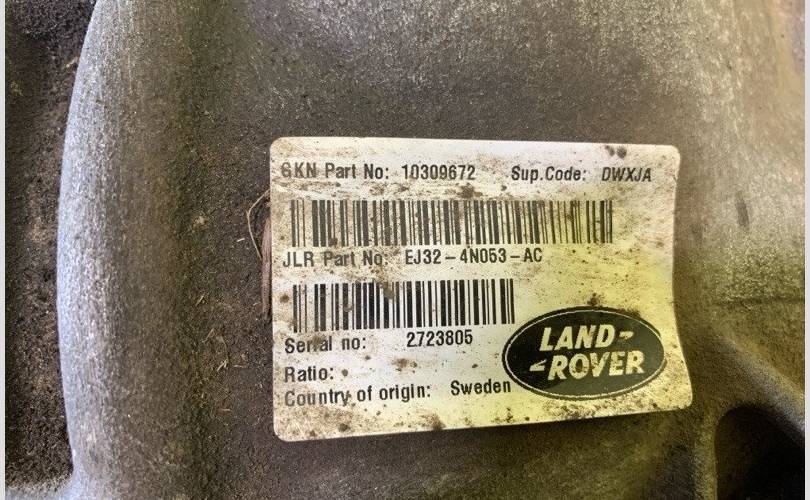 GKN Part No: 10309672 Sup.Code: DWXJA
JLR Part No: EJ32-4N053-AC
Serial no: 2723805
Ratio:
Country of origin: Sweden
LAND-
-ROVER